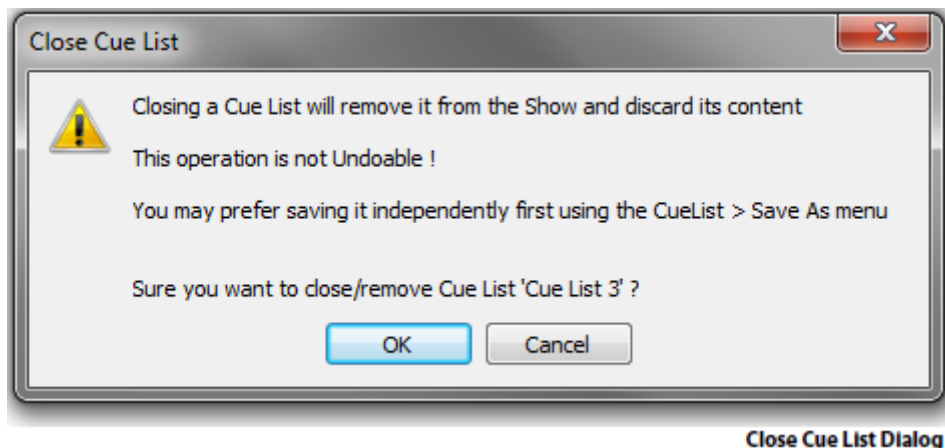 Close Cue List
Closing a Cue List will remove it from the Show and discard its content
This operation is not Undoable !
You may prefer saving it independently first using the CueList > Save As menu
Sure you want to close/remove Cue List 'Cue List 3' ?
OK
Cancel
Close Cue List Dialog